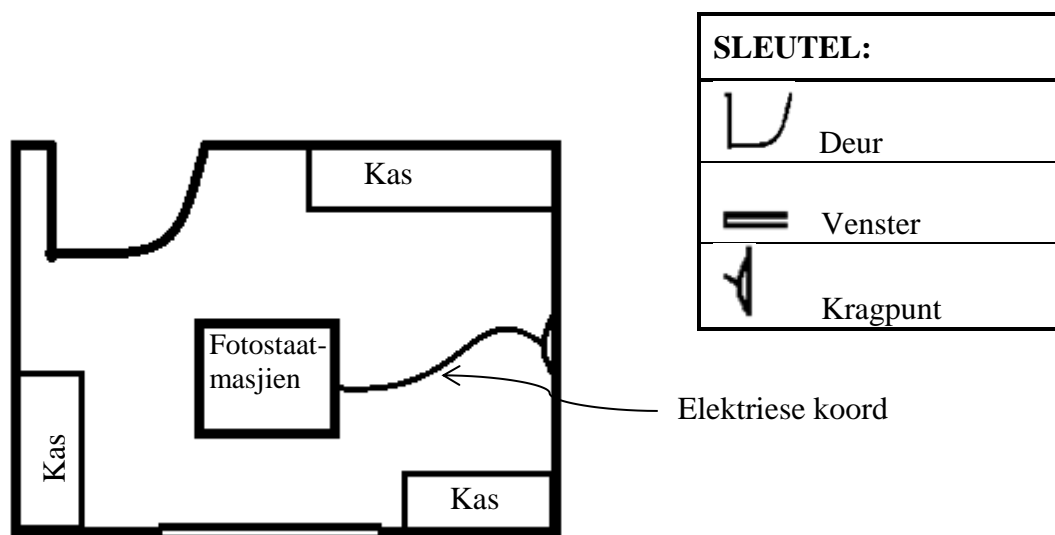 SLEUTEL:
Deur
Venster
Kragpunt
Kas
Fotostaat-
masjien
Elektriese koord
Kas
Kas